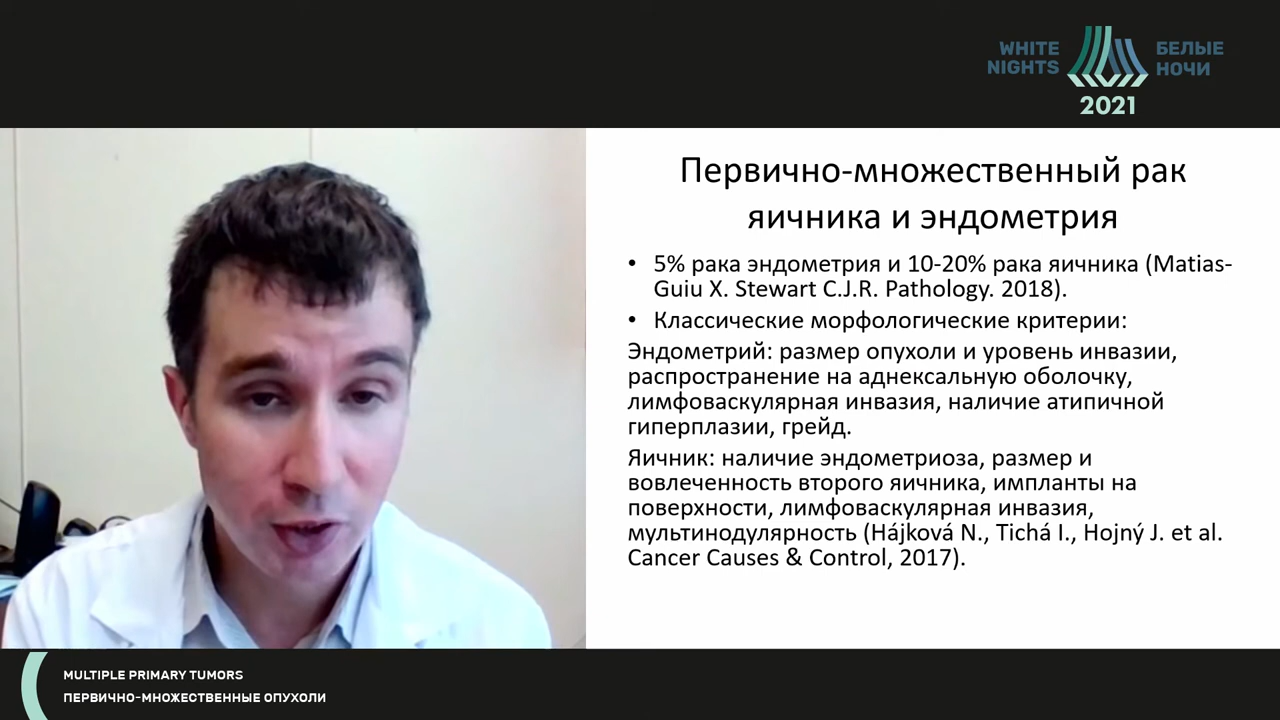 WHITE
NIGHTS
БЕЛЫЕ
НОЧИ
2021
Первично-множественный рак
яичника и эндометрия
• 5% рака эндометрия и 10-20% рака яичника (Matias-
Guiu X. Stewart C.J.R. Pathology. 2018).
• Классические морфологические критерии:
Эндометрий: размер опухоли и уровень инвазии,
распространение на аднексальную оболочку,
лимфоваскулярная инвазия, наличие атипичной
гиперплазии, грейд.
Яичник: наличие эндометриоза, размер и
вовлеченность второго яичника, импланты на
поверхности, лимфоваскулярная инвазия,
мультинодулярность (Hájková N., Tichá I., Hojný J. et al.
Cancer Causes & Control, 2017).
MULTIPLE PRIMARY TUMORS
ПЕРВИЧНО-МНОЖЕСТВЕННЫЕ ОПУХОЛИ